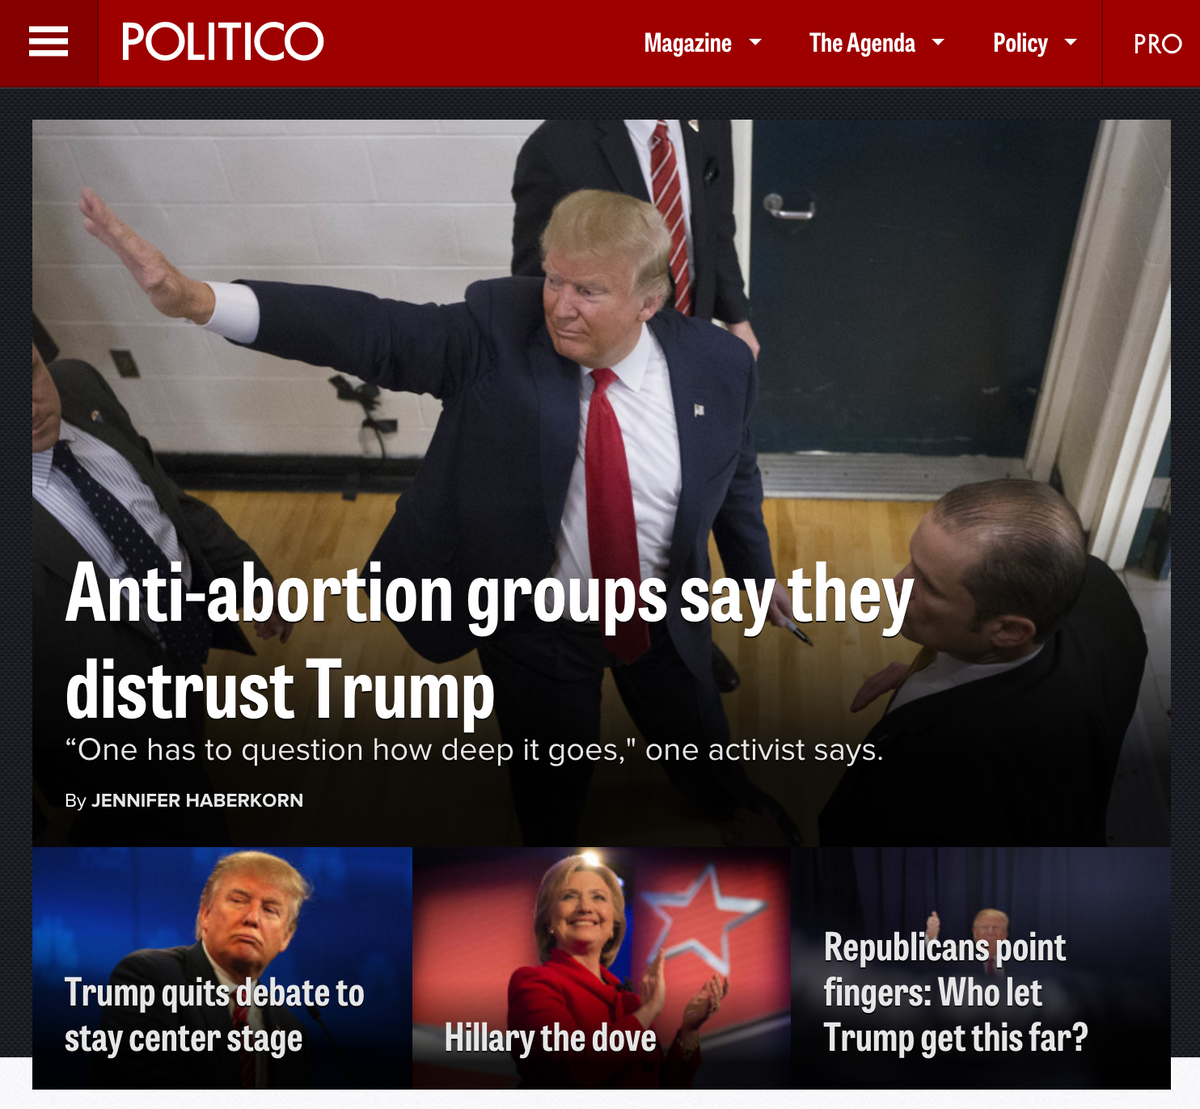 POLITICO
Magazine
The Agenda
Policy
PRO
Anti-abortion groups say they
distrust Trump
“One has to question how deep it goes," one activist says.
By JENNIFER HABERKORN
Trump quits debate to
stay center stage
Hillary the dove
Republicans point
fingers: Who let
Trump get this far?